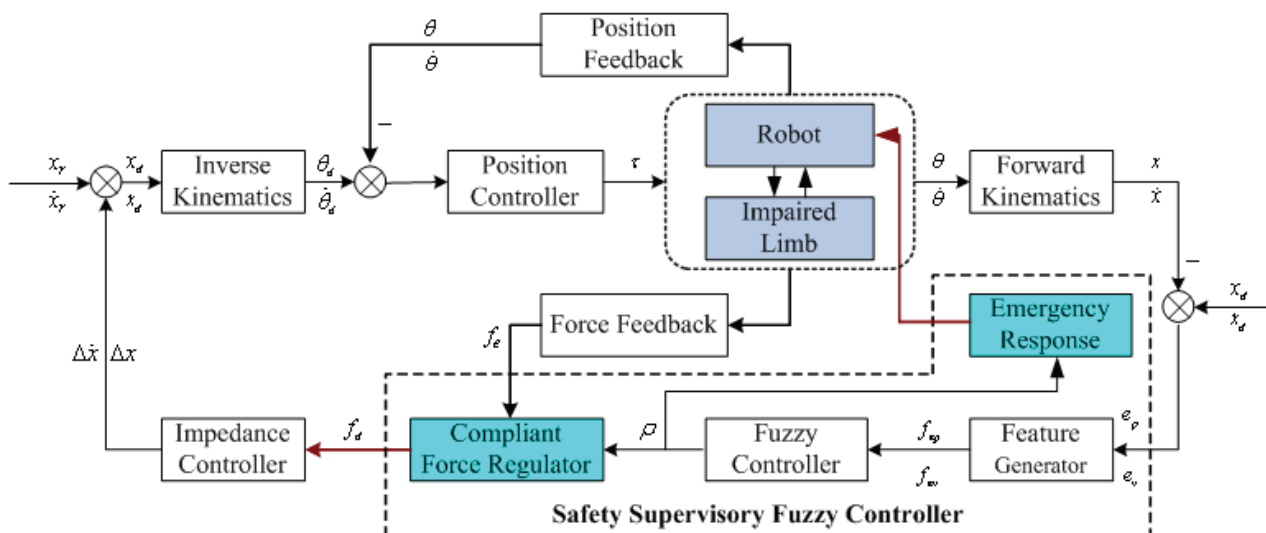 θ
θ̇
Position
Feedback
−
x_r
ẋ_r
x_d
ẋ_d
Inverse
Kinematics
θ_d
θ̇_d
Position
Controller
τ
Robot
Impaired
Limb
θ
θ̇
Forward
Kinematics
x
ẋ
−
x_d
ẋ_d
Force Feedback
f_e
Emergency
Response
Δẋ Δx
Impedance
Controller
f_d
Compliant
Force Regulator
ρ
Fuzzy
Controller
f_sp
f_sv
Feature
Generator
e_p
e_v
Safety Supervisory Fuzzy Controller